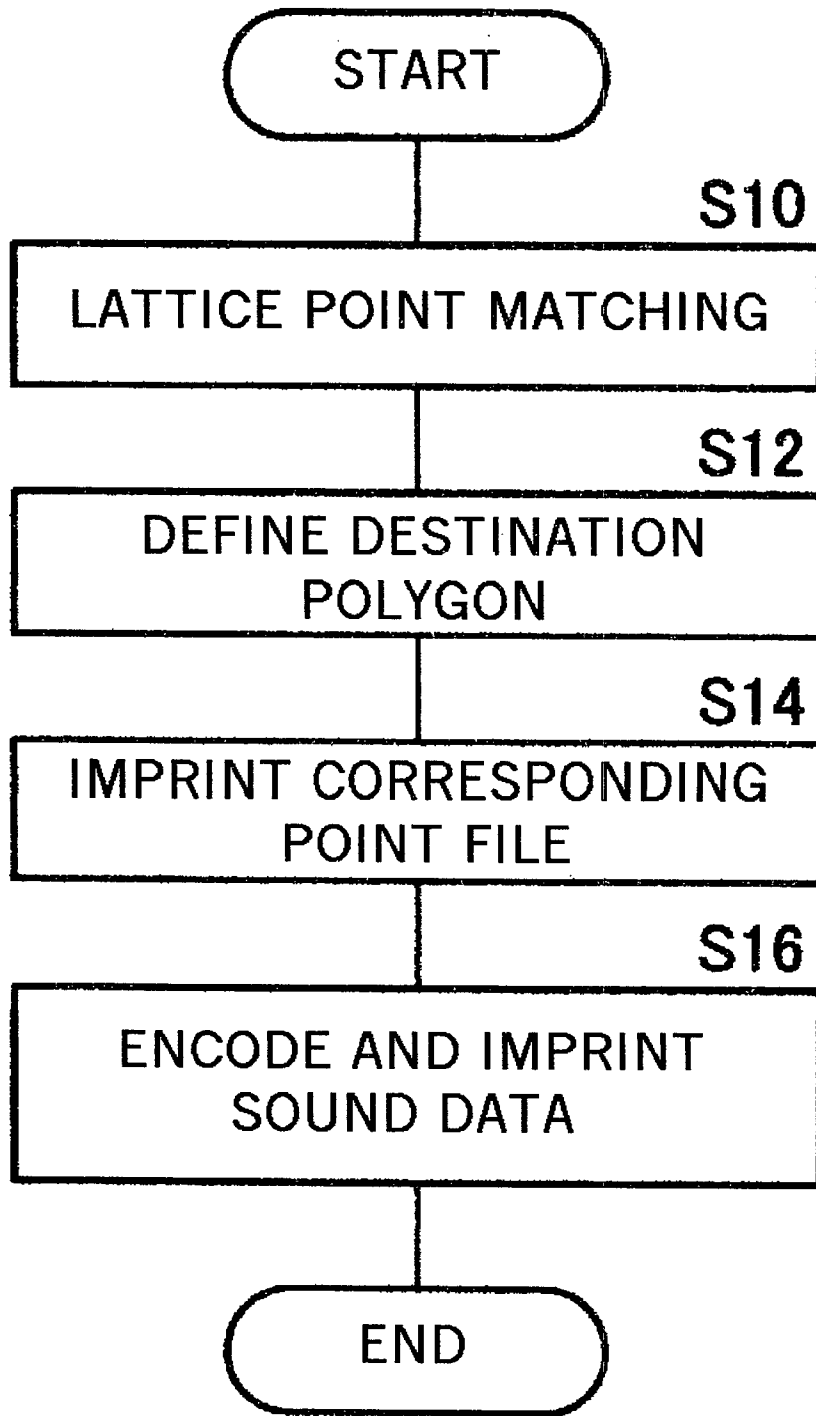 START
S10
LATTICE POINT MATCHING
S12
DEFINE DESTINATION
POLYGON
S14
IMPRINT CORRESPONDING
POINT FILE
S16
ENCODE AND IMPRINT
SOUND DATA
END